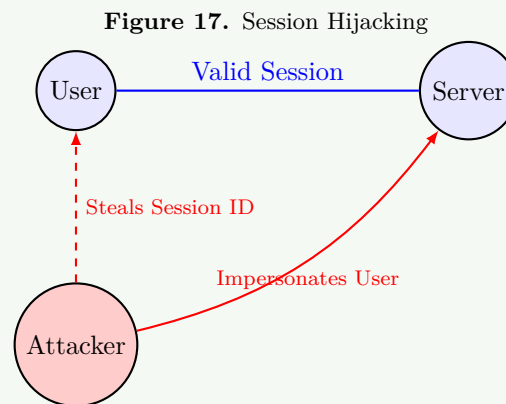 Figure 17. Session Hijacking
Valid Session
User
Server
Steals Session ID
Impersonates User
Attacker